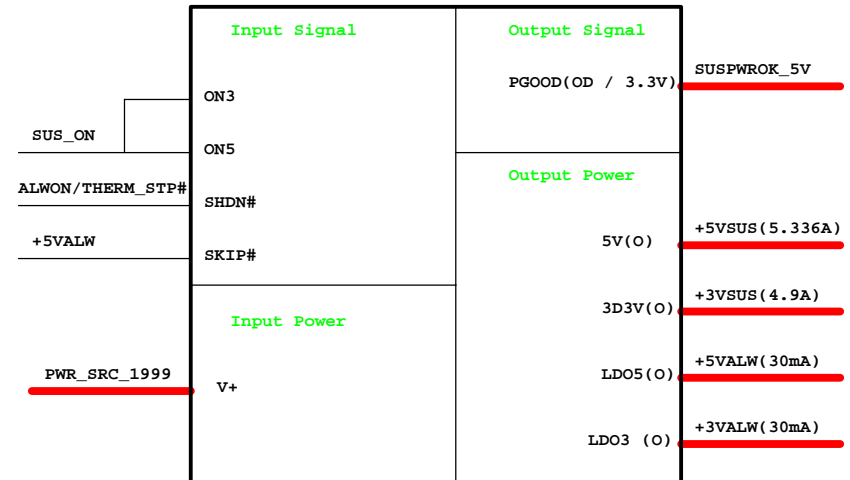 Input Signal
Output Signal
SUSPWROK_5V
PGOOD(OD / 3.3V)
ON3
SUS_ON
ON5
ALWON/THERM_STP#
SHDN#
Output Power
+5VALW
SKIP#
+5VSUS(5.336A)
5V(O)
+3VSUS(4.9A)
3D3V(O)
Input Power
PWR_SRC_1999
V+
+5VALW(30mA)
LDO5(O)
+3VALW(30mA)
LDO3 (O)